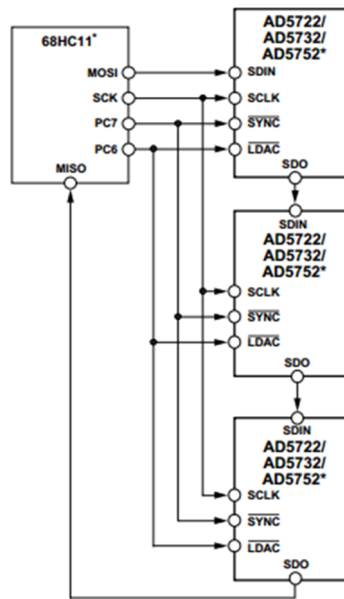 68HC11*
MOSI
SCK
PC7
PC6
MISO
AD5722/
AD5732/
AD5752*
SDIN
SCLK
SYNC
LDAC
SDO
SDIN
AD5722/
AD5732/
AD5752*
SCLK
SYNC
LDAC
SDO
SDIN
AD5722/
AD5732/
AD5752*
SCLK
SYNC
LDAC
SDO